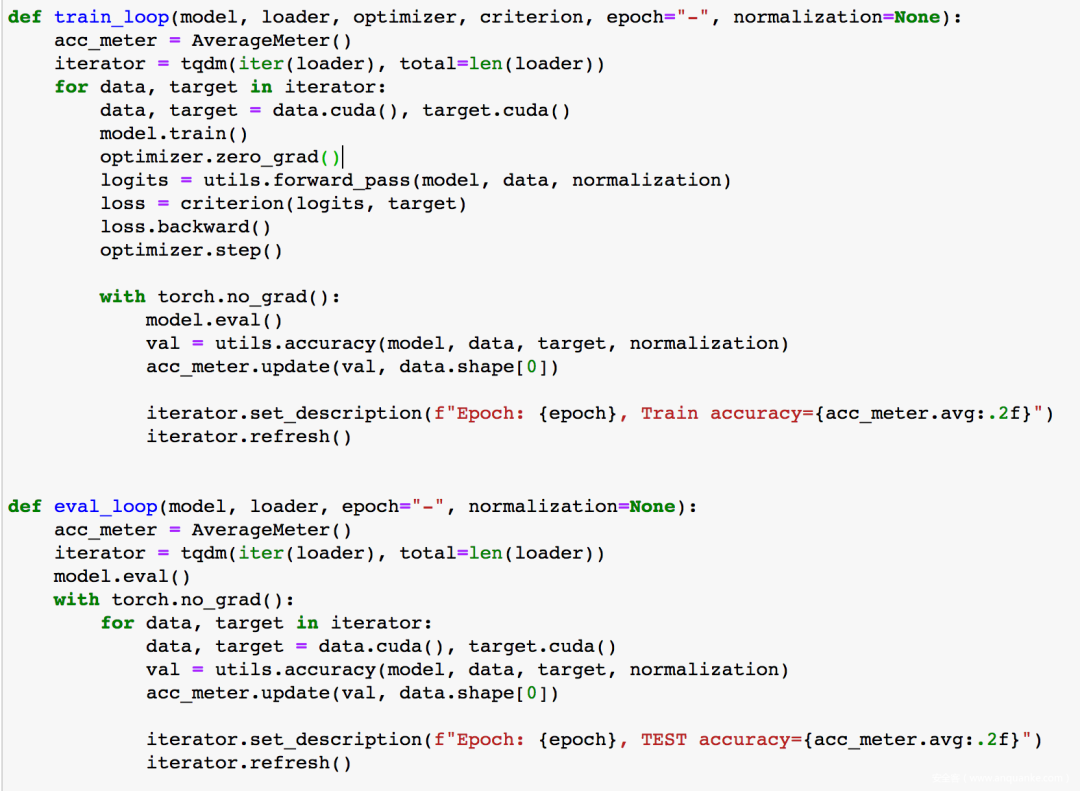 def train_loop(model, loader, optimizer, criterion, epoch="-", normalization=None):
    acc_meter = AverageMeter()
    iterator = tqdm(iter(loader), total=len(loader))
    for data, target in iterator:
        data, target = data.cuda(), target.cuda()
        model.train()
        optimizer.zero_grad()
        logits = utils.forward_pass(model, data, normalization)
        loss = criterion(logits, target)
        loss.backward()
        optimizer.step()

        with torch.no_grad():
            model.eval()
            val = utils.accuracy(model, data, target, normalization)
            acc_meter.update(val, data.shape[0])

            iterator.set_description(f"Epoch: {epoch}, Train accuracy={acc_meter.avg:.2f}")
            iterator.refresh()


def eval_loop(model, loader, epoch="-", normalization=None):
    acc_meter = AverageMeter()
    iterator = tqdm(iter(loader), total=len(loader))
    model.eval()
    with torch.no_grad():
        for data, target in iterator:
            data, target = data.cuda(), target.cuda()
            val = utils.accuracy(model, data, target, normalization)
            acc_meter.update(val, data.shape[0])

            iterator.set_description(f"Epoch: {epoch}, TEST accuracy={acc_meter.avg:.2f}")
            iterator.refresh()